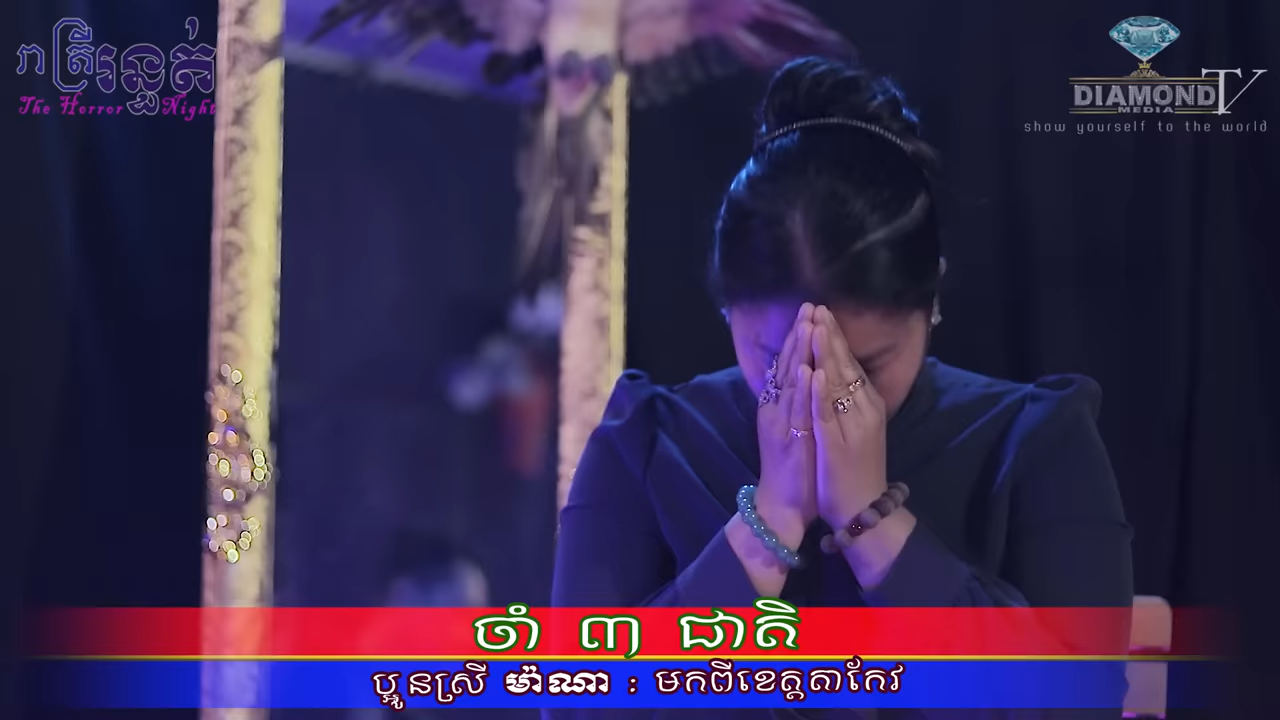 រាត្រីរន្ធត់
The Horror Night
DIAMOND TV
MEDIA
show yourself to the world
ចាំ ៣ ជាតិ
ប្អូនស្រី ម៉ាណា : មកពីខេត្តតាកែវ